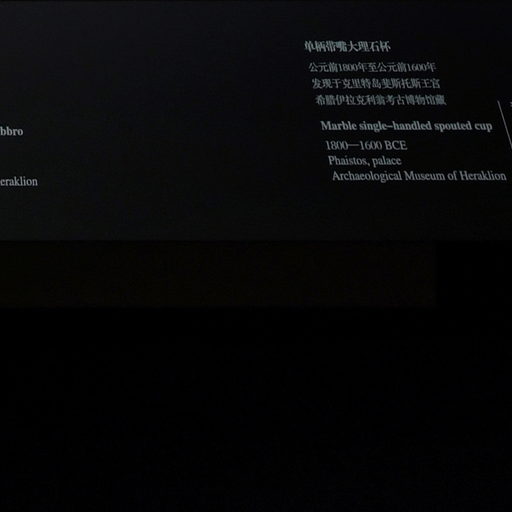 bbro
eraklion
单柄带嘴大理石杯
公元前1800年至公元前1600年
发现于克里特岛斐斯托斯王宫
希腊伊拉克利翁考古博物馆藏
Marble single-handled spouted cup
1800—1600 BCE
Phaistos, palace
Archaeological Museum of Heraklion